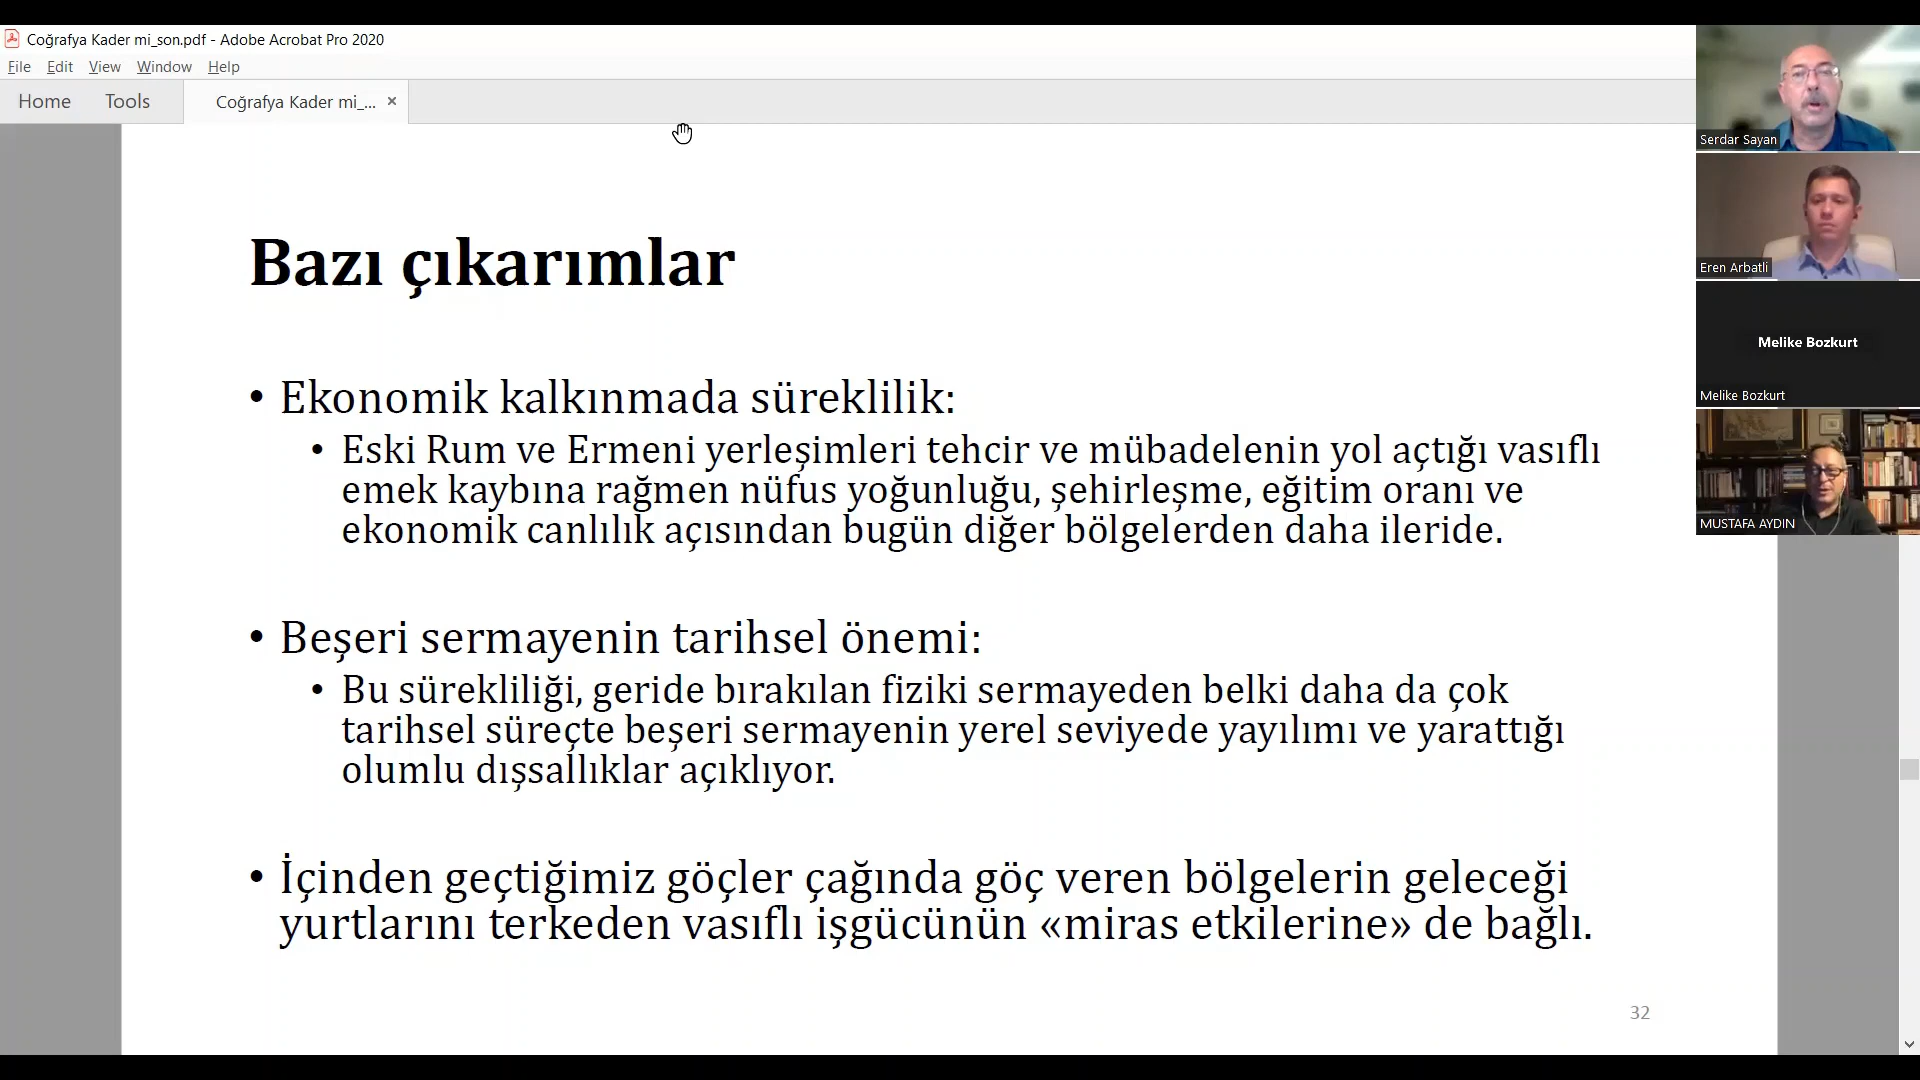 Coğrafya Kader mi_son.pdf - Adobe Acrobat Pro 2020
File Edit View Window Help
Home Tools Coğrafya Kader mi_... ×
Bazı çıkarımlar
• Ekonomik kalkınmada süreklilik:
• Eski Rum ve Ermeni yerleşimleri tehcir ve mübadelenin yol açtığı vasıflı
emek kaybına rağmen nüfus yoğunluğu, şehirleşme, eğitim oranı ve
ekonomik canlılık açısından bugün diğer bölgelerden daha ileride.
• Beşeri sermayenin tarihsel önemi:
• Bu sürekliliği, geride bırakılan fiziki sermayeden belki daha da çok
tarihsel süreçte beşeri sermayenin yerel seviyede yayılımı ve yarattığı
olumlu dışsallıklar açıklıyor.
• İçinden geçtiğimiz göçler çağında göç veren bölgelerin geleceği
yurtlarını terkeden vasıflı işgücünün «miras etkilerine» de bağlı.
32
Serdar Sayan
Eren Arbatli
Melike Bozkurt
Melike Bozkurt
MUSTAFA AYDIN